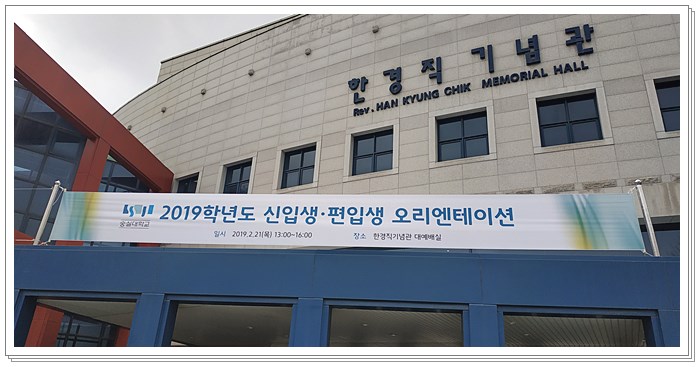 한경직기념관
Rev. HAN KYUNG CHIK MEMORIAL HALL
숭실대학교 2019학년도 신입생·편입생 오리엔테이션
일시 2019.2.21(목) 13:00~16:00 장소 한경직기념관 대예배실